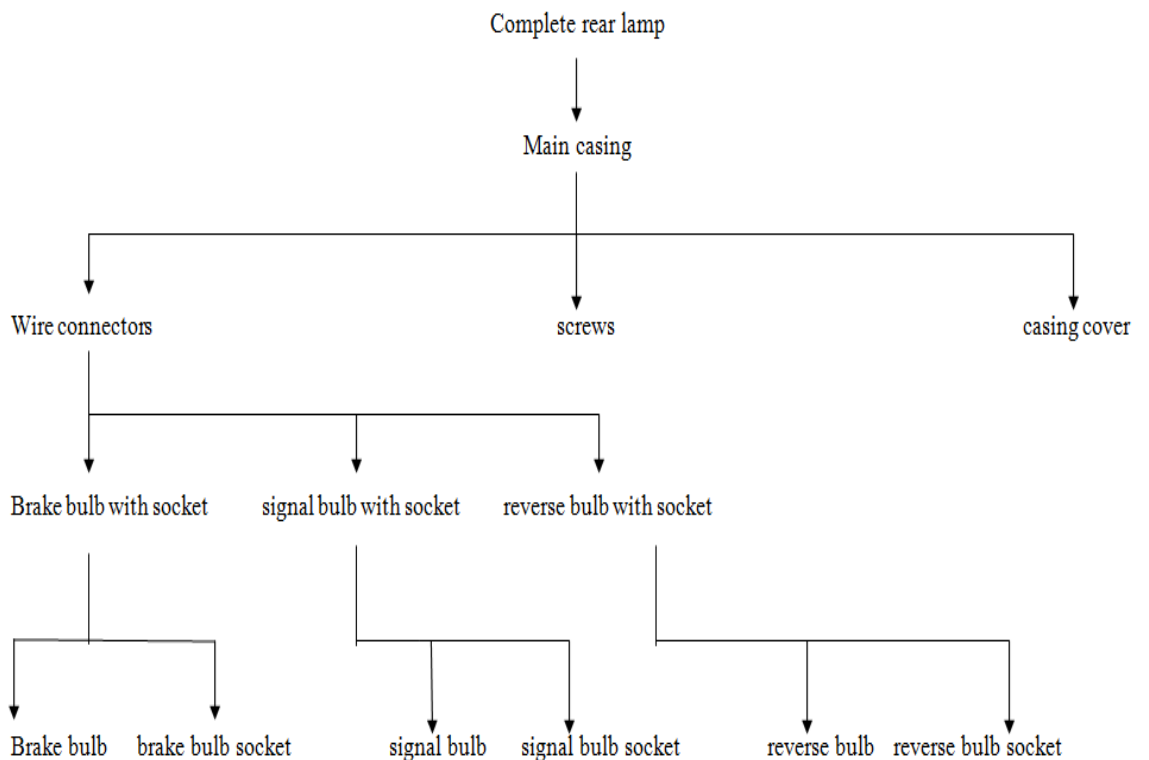 Complete rear lamp
Main casing
Wire connectors screws casing cover
Brake bulb with socket signal bulb with socket reverse bulb with socket
Brake bulb brake bulb socket signal bulb signal bulb socket reverse bulb reverse bulb socket